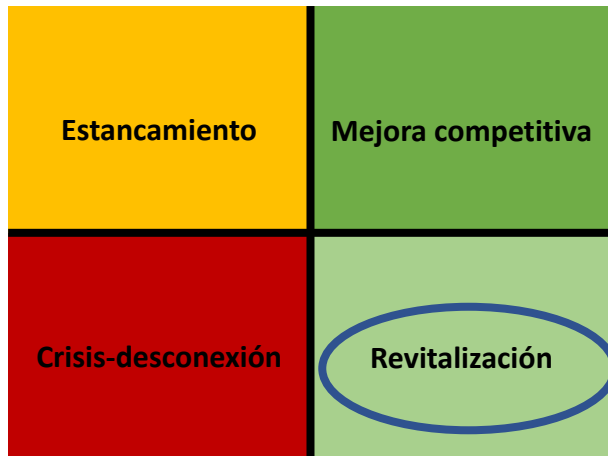 Estancamiento
Mejora competitiva
Crisis-desconexión
Revitalización